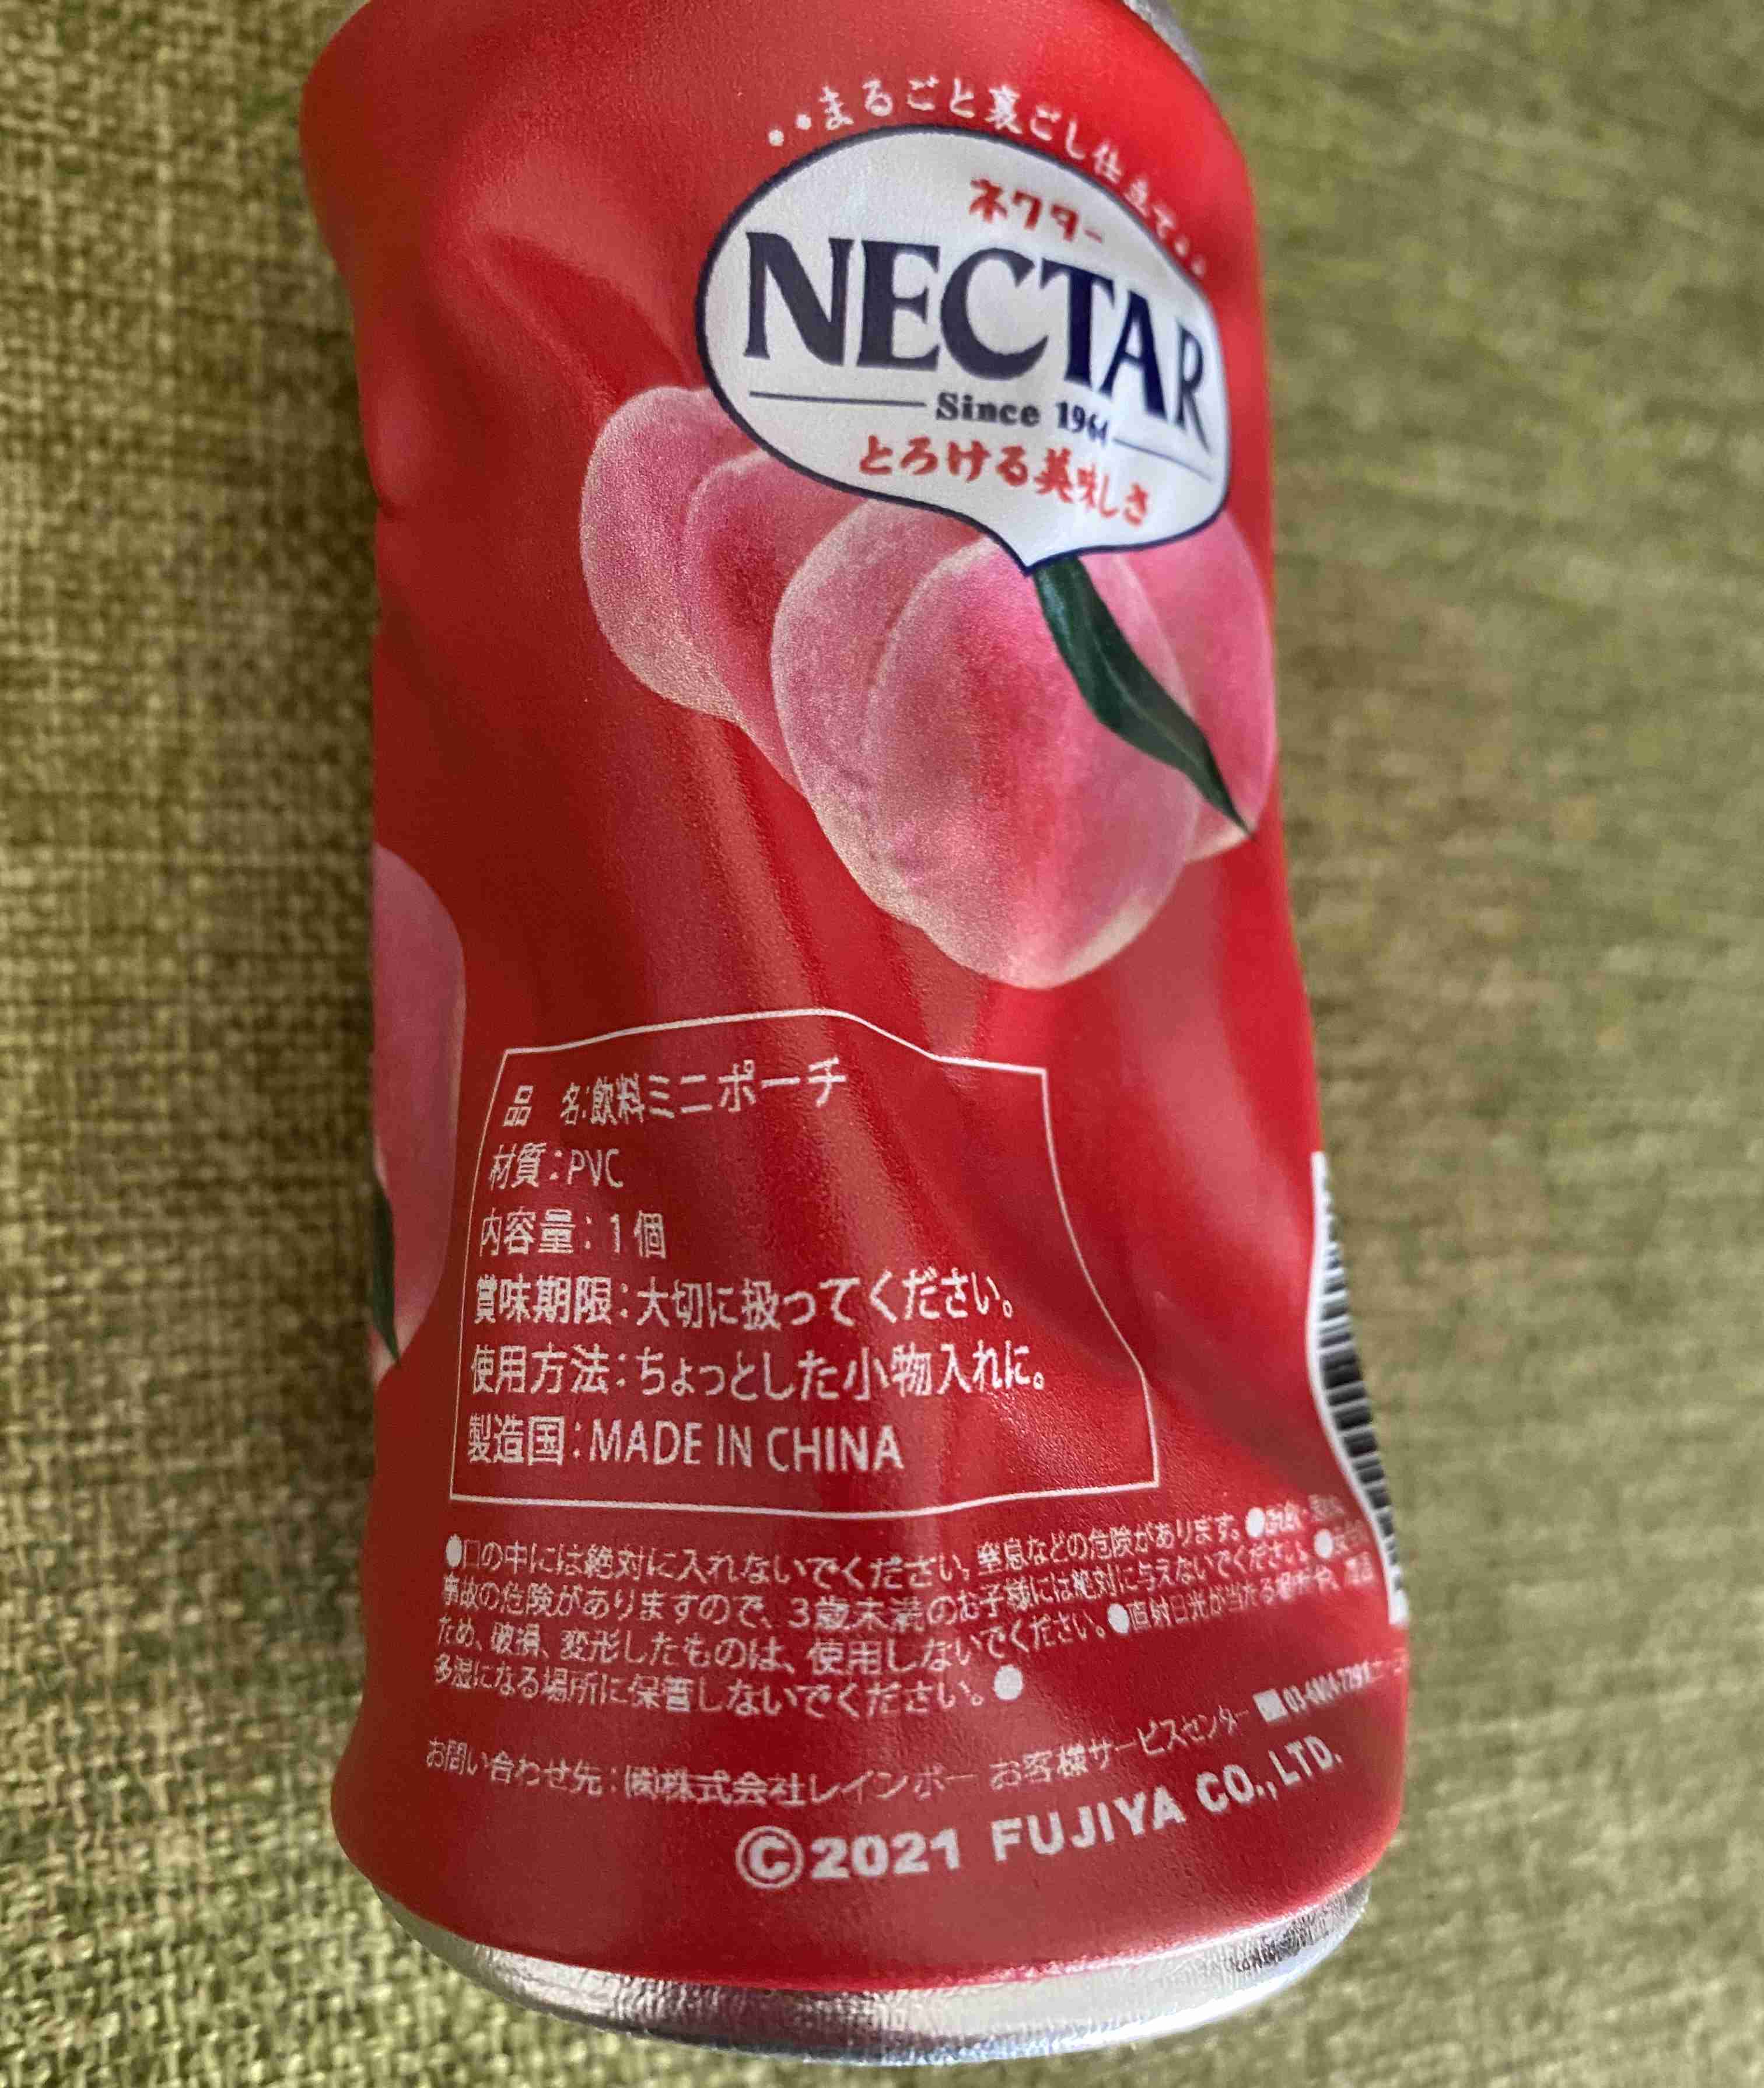 ••まるごと裏ごし仕立て••
ネクター
NECTAR
Since 1964
とろける美味しさ
品 名:飲料ミニポーチ
材質:PVC
内容量:1個
賞味期限:大切に扱ってください。
使用方法:ちょっとした小物入れに。
製造国:MADE IN CHINA
●口の中には絶対に入れないでください。窒息などの危険があります。●
事故の危険がありますので、3歳未満のお子様には絶対に与えないでください。●
ため、破損、変形したものは、使用しないでください。●直射日光が当たる場所や、高温
多湿になる場所に保管しないでください。●
お問い合わせ先:㈱株式会社レインボー お客様サービスセンター ■
©2021 FUJIYA CO.,LTD.